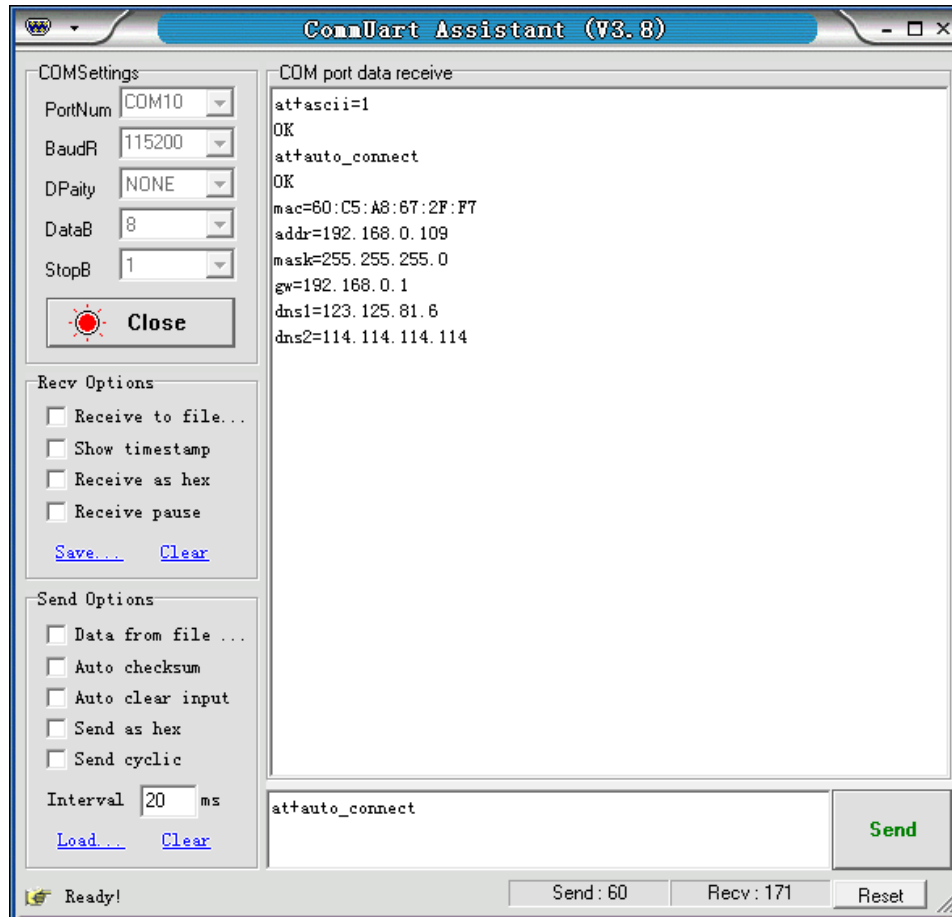 CommUart Assistant (V3.8)
COMSettings
PortNum COM10
BaudR 115200
DPaity NONE
DataB 8
StopB 1
Close
Recv Options
Receive to file...
Show timestamp
Receive as hex
Receive pause
Save... Clear
Send Options
Data from file ...
Auto checksum
Auto clear input
Send as hex
Send cyclic
Interval 20 ms
Load... Clear
COM port data receive
at+ascii=1
OK
at+auto_connect
OK
mac=60:C5:A8:67:2F:F7
addr=192.168.0.109
mask=255.255.255.0
gw=192.168.0.1
dns1=123.125.81.6
dns2=114.114.114.114
at+auto_connect
Send
Ready!
Send : 60
Recv : 171
Reset